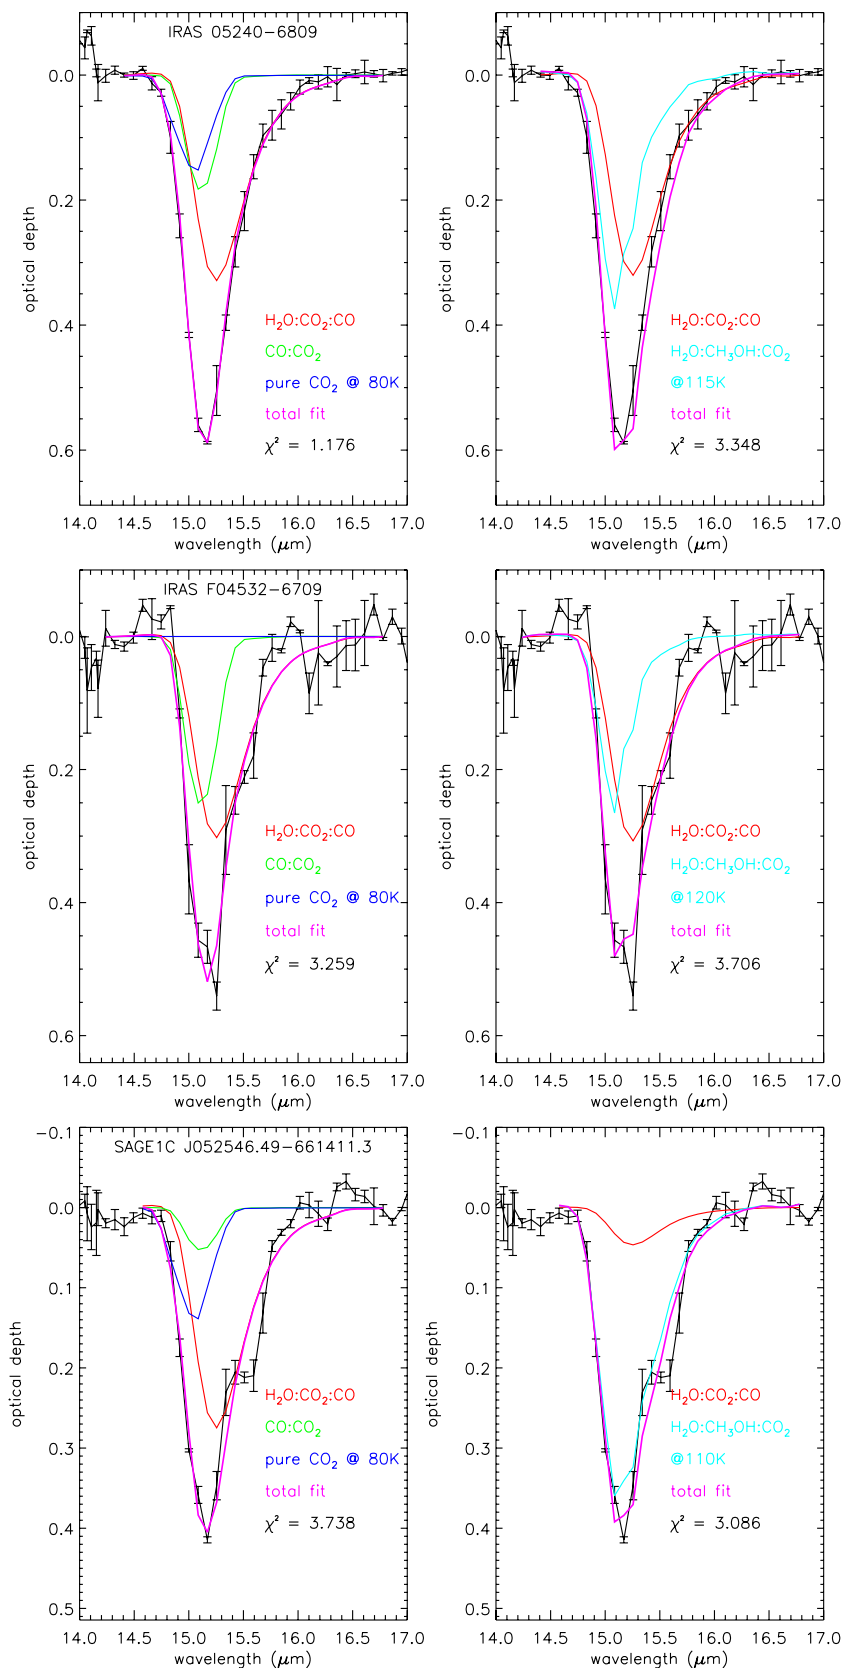 IRAS 05240-6809
0.0
0.2
0.4
0.6
optical depth
H₂O:CO₂:CO
CO:CO₂
pure CO₂ @ 80K
total fit
χ² = 1.176
14.0 14.5 15.0 15.5 16.0 16.5 17.0
wavelength (μm)
0.0
0.2
0.4
0.6
optical depth
H₂O:CO₂:CO
H₂O:CH₃OH:CO₂
@115K
total fit
χ² = 3.348
14.0 14.5 15.0 15.5 16.0 16.5 17.0
wavelength (μm)
IRAS F04532-6709
0.0
0.2
0.4
0.6
optical depth
H₂O:CO₂:CO
CO:CO₂
pure CO₂ @ 80K
total fit
χ² = 3.259
14.0 14.5 15.0 15.5 16.0 16.5 17.0
wavelength (μm)
0.0
0.2
0.4
0.6
optical depth
H₂O:CO₂:CO
H₂O:CH₃OH:CO₂
@120K
total fit
χ² = 3.706
14.0 14.5 15.0 15.5 16.0 16.5 17.0
wavelength (μm)
SAGE1C J052546.49-661411.3
-0.1
0.0
0.1
0.2
0.3
0.4
0.5
optical depth
H₂O:CO₂:CO
CO:CO₂
pure CO₂ @ 80K
total fit
χ² = 3.738
14.0 14.5 15.0 15.5 16.0 16.5 17.0
wavelength (μm)
-0.1
0.0
0.1
0.2
0.3
0.4
0.5
optical depth
H₂O:CO₂:CO
H₂O:CH₃OH:CO₂
@110K
total fit
χ² = 3.086
14.0 14.5 15.0 15.5 16.0 16.5 17.0
wavelength (μm)